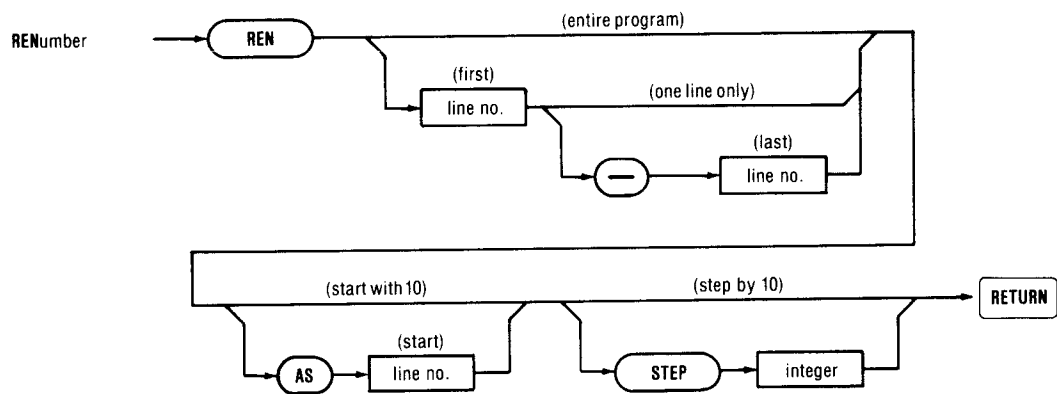 (entire program)
RENumber REN
(first) (one line only)
line no.
(last)
— line no.
(start with 10) (step by 10)
RETURN
(start)
AS line no. STEP integer